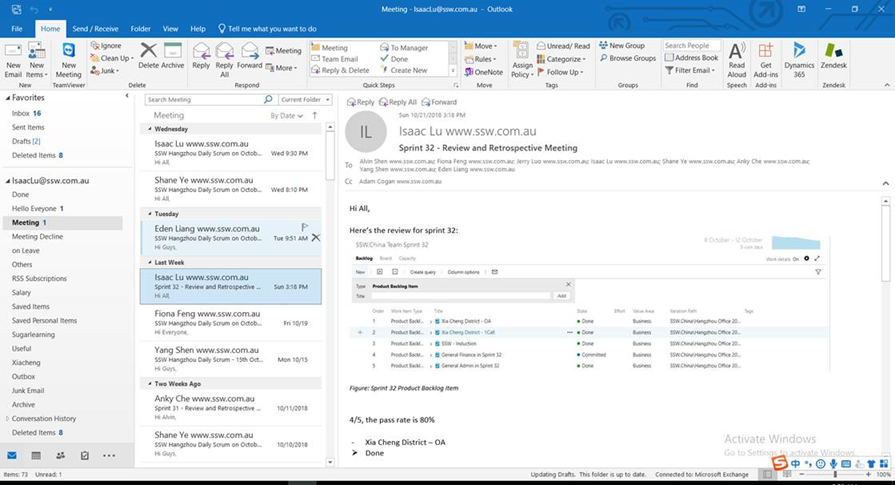 Meeting - IsaacLu@ssw.com.au - Outlook
File Home Send / Receive Folder View Help Tell me what you want to do
New Email
New Items
New Meeting
TeamViewer
Ignore
Clean Up
Junk
Delete
Archive
Delete
Reply
Reply All
Forward
Meeting
More
Respond
Meeting
Team Email
Reply & Delete
To Manager
Done
Create New
Quick Steps
Move
Rules
OneNote
Move
Assign Policy
Unread/ Read
Categorize
Follow Up
Tags
New Group
Browse Groups
Groups
Search People
Address Book
Filter Email
Find
Read Aloud
Speech
Get Add-ins
Add-ins
Dynamics 365
Zendesk
Zendesk
Favorites
Inbox 16
Sent Items
Drafts [2]
Deleted Items 8
IsaacLu@ssw.com.au
Done
Hello Eveyone 1
Meeting 1
Meeting Decline
on Leave
Others
RSS Subscriptions
Salary
Saved Items
Saved Personal Items
Sugarlearning
Useful
Xiacheng
Outbox
Junk Email
Archive
Conversation History
Deleted Items 8
Search Meeting Current Folder
Meeting By Date
Wednesday
Isaac Lu www.ssw.com.au
SSW Hangzhou Daily Scrum on Octob... Wed 9:30 PM
Hi All,
Shane Ye www.ssw.com.au
SSW Hangzhou Daily Scrum on Octob... Wed 8:10 PM
Hi All,
Tuesday
Eden Liang www.ssw.com.au
SSW Hangzhou Daily Scrum on Octob... Tue 9:51 AM
Hi Guys,
Last Week
Isaac Lu www.ssw.com.au
Sprint 32 - Review and Retrospective ... Sun 3:18 PM
Hi All,
Fiona Feng www.ssw.com.au
SSW Hangzhou Daily Scrum on Octob... Fri 10/19
Hi Everyone,
Yang Shen www.ssw.com.au
SSW Hangzhou Daily Scrum - 15th Oct... Mon 10/15
Hi Guys,
Two Weeks Ago
Anky Che www.ssw.com.au
Sprint 31 - Review and Retrospective ... 10/11/2018
Hi Alvin,
Shane Ye www.ssw.com.au
SSW Hangzhou Daily Scrum on Octob... 10/10/2018
Hi All,
Reply Reply All Forward
Sun 10/21/2018 3:18 PM
IL
Isaac Lu www.ssw.com.au
Sprint 32 - Review and Retrospective Meeting
To Alvin Shen www.ssw.com.au; Fiona Feng www.ssw.com.au; Jerry Luo www.ssw.com.au; Isaac Lu www.ssw.com.au; Shane Ye www.ssw.com.au; Anky Che www.ssw.com.au;
Yang Shen www.ssw.com.au; Eden Liang www.ssw.com.au
Cc Adam Cogan www.ssw.com.au
Hi All,
Here's the review for sprint 32:
SSW.China Team Sprint 32
8 October - 12 October
Backlog Board Capacity
Work details On
New Create query Column options
Type Product Backlog Item
Title Add
Order Work Item Type Title State Effort Value Area Iteration Path Tags
1 Product Backl... Xia Cheng District - OA Done Business SSW.China\Hangzhou Office 20...
2 Product Backl... Xia Cheng District - 1Call Done Business SSW.China\Hangzhou Office 20...
3 Product Backl... SSW - Induction Done Business SSW.China\Hangzhou Office 20...
4 Product Backl... General Finance in Sprint 32 Committed Business SSW.China\Hangzhou Office 20...
5 Product Backl... General Admin in Sprint 32 Done Business SSW.China\Hangzhou Office 20...
Figure: Sprint 32 Product Backlog Item
4/5, the pass rate is 80%
- Xia Cheng District – OA
➢ Done
Activate Windows
Go to Settings to activate Windows.
中
Items: 73 Unread: 1
Updating Drafts. This folder is up to date. Connected to: Microsoft Exchange